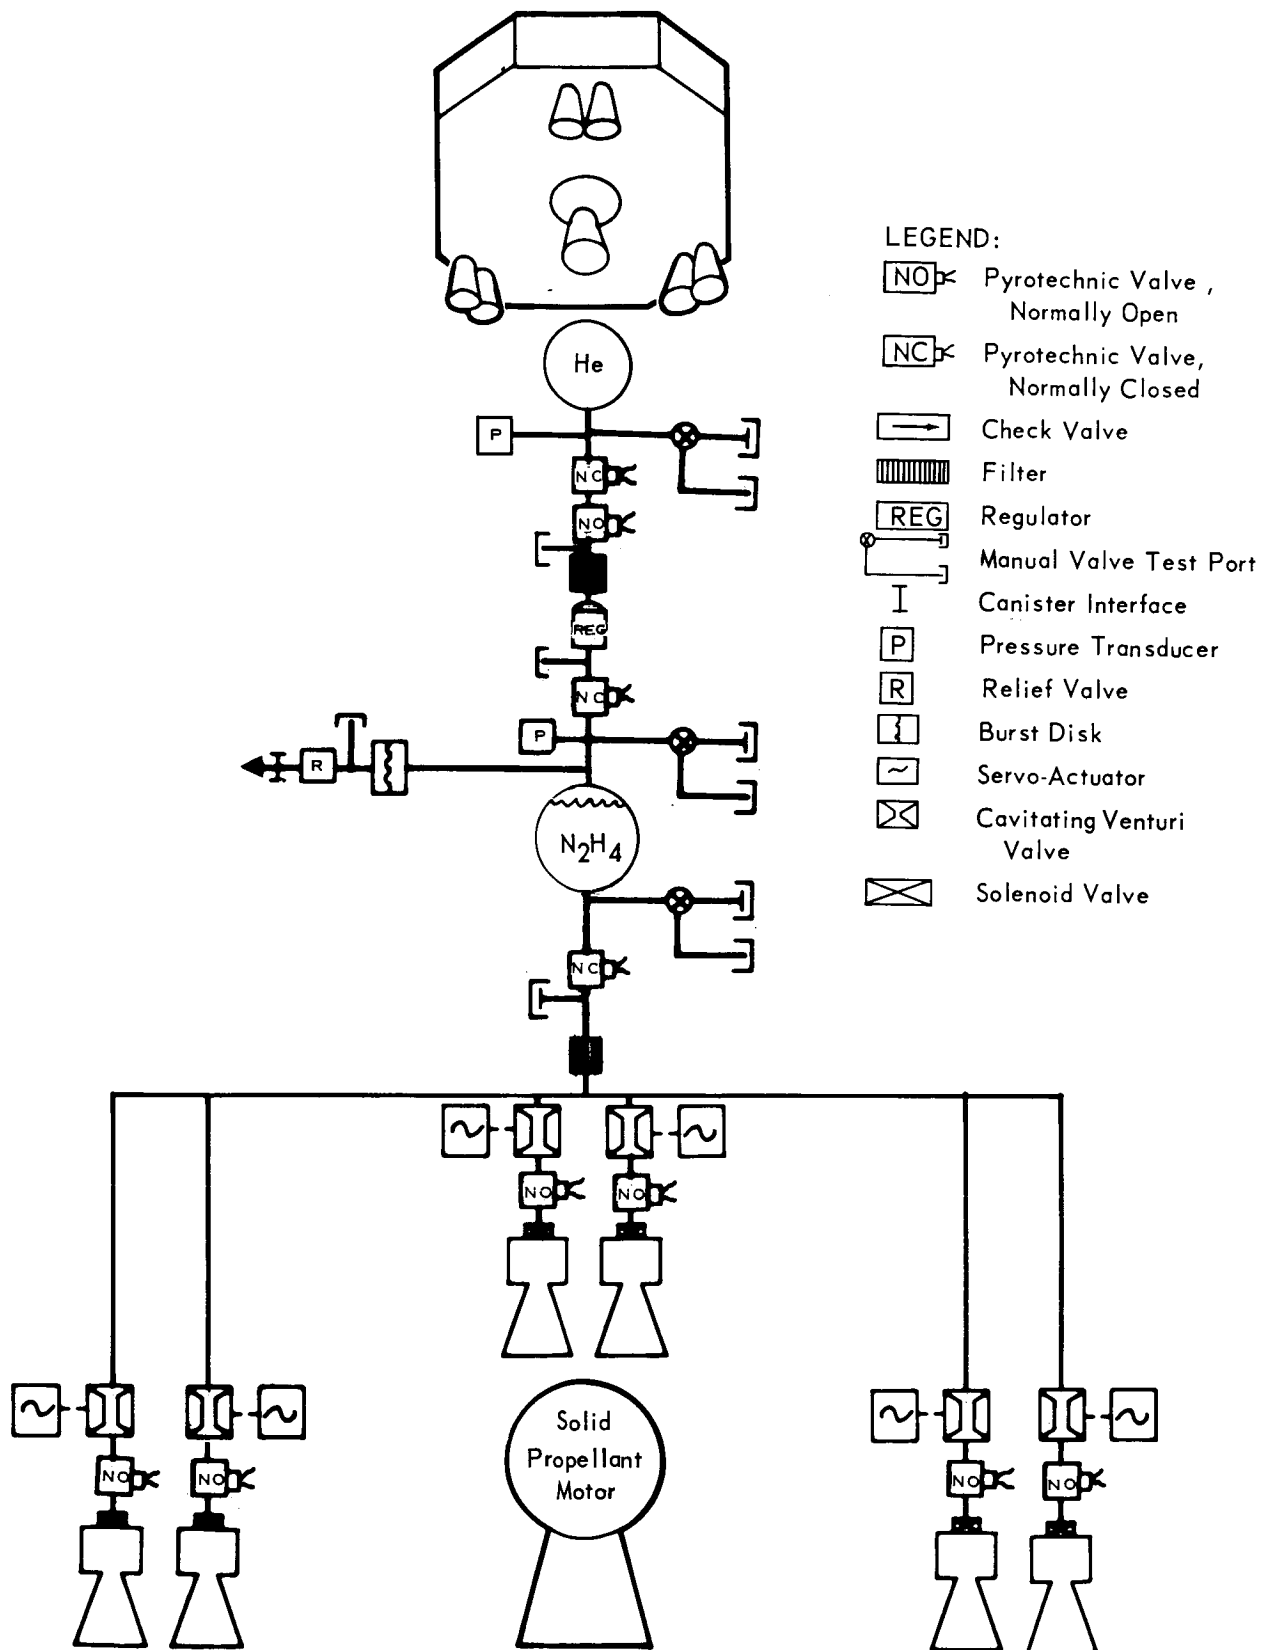 LEGEND:
NO Pyrotechnic Valve,
Normally Open
NC Pyrotechnic Valve,
Normally Closed
Check Valve
Filter
REG Regulator
Manual Valve Test Port
Canister Interface
P Pressure Transducer
R Relief Valve
Burst Disk
~ Servo-Actuator
Cavitating Venturi
Valve
Solenoid Valve
He
P
NC
NO
REG
NC
P
R
N2H4
NC
~ ~
NO NO
~ ~ ~ ~
NO NO NO NO
Solid
Propellant
Motor